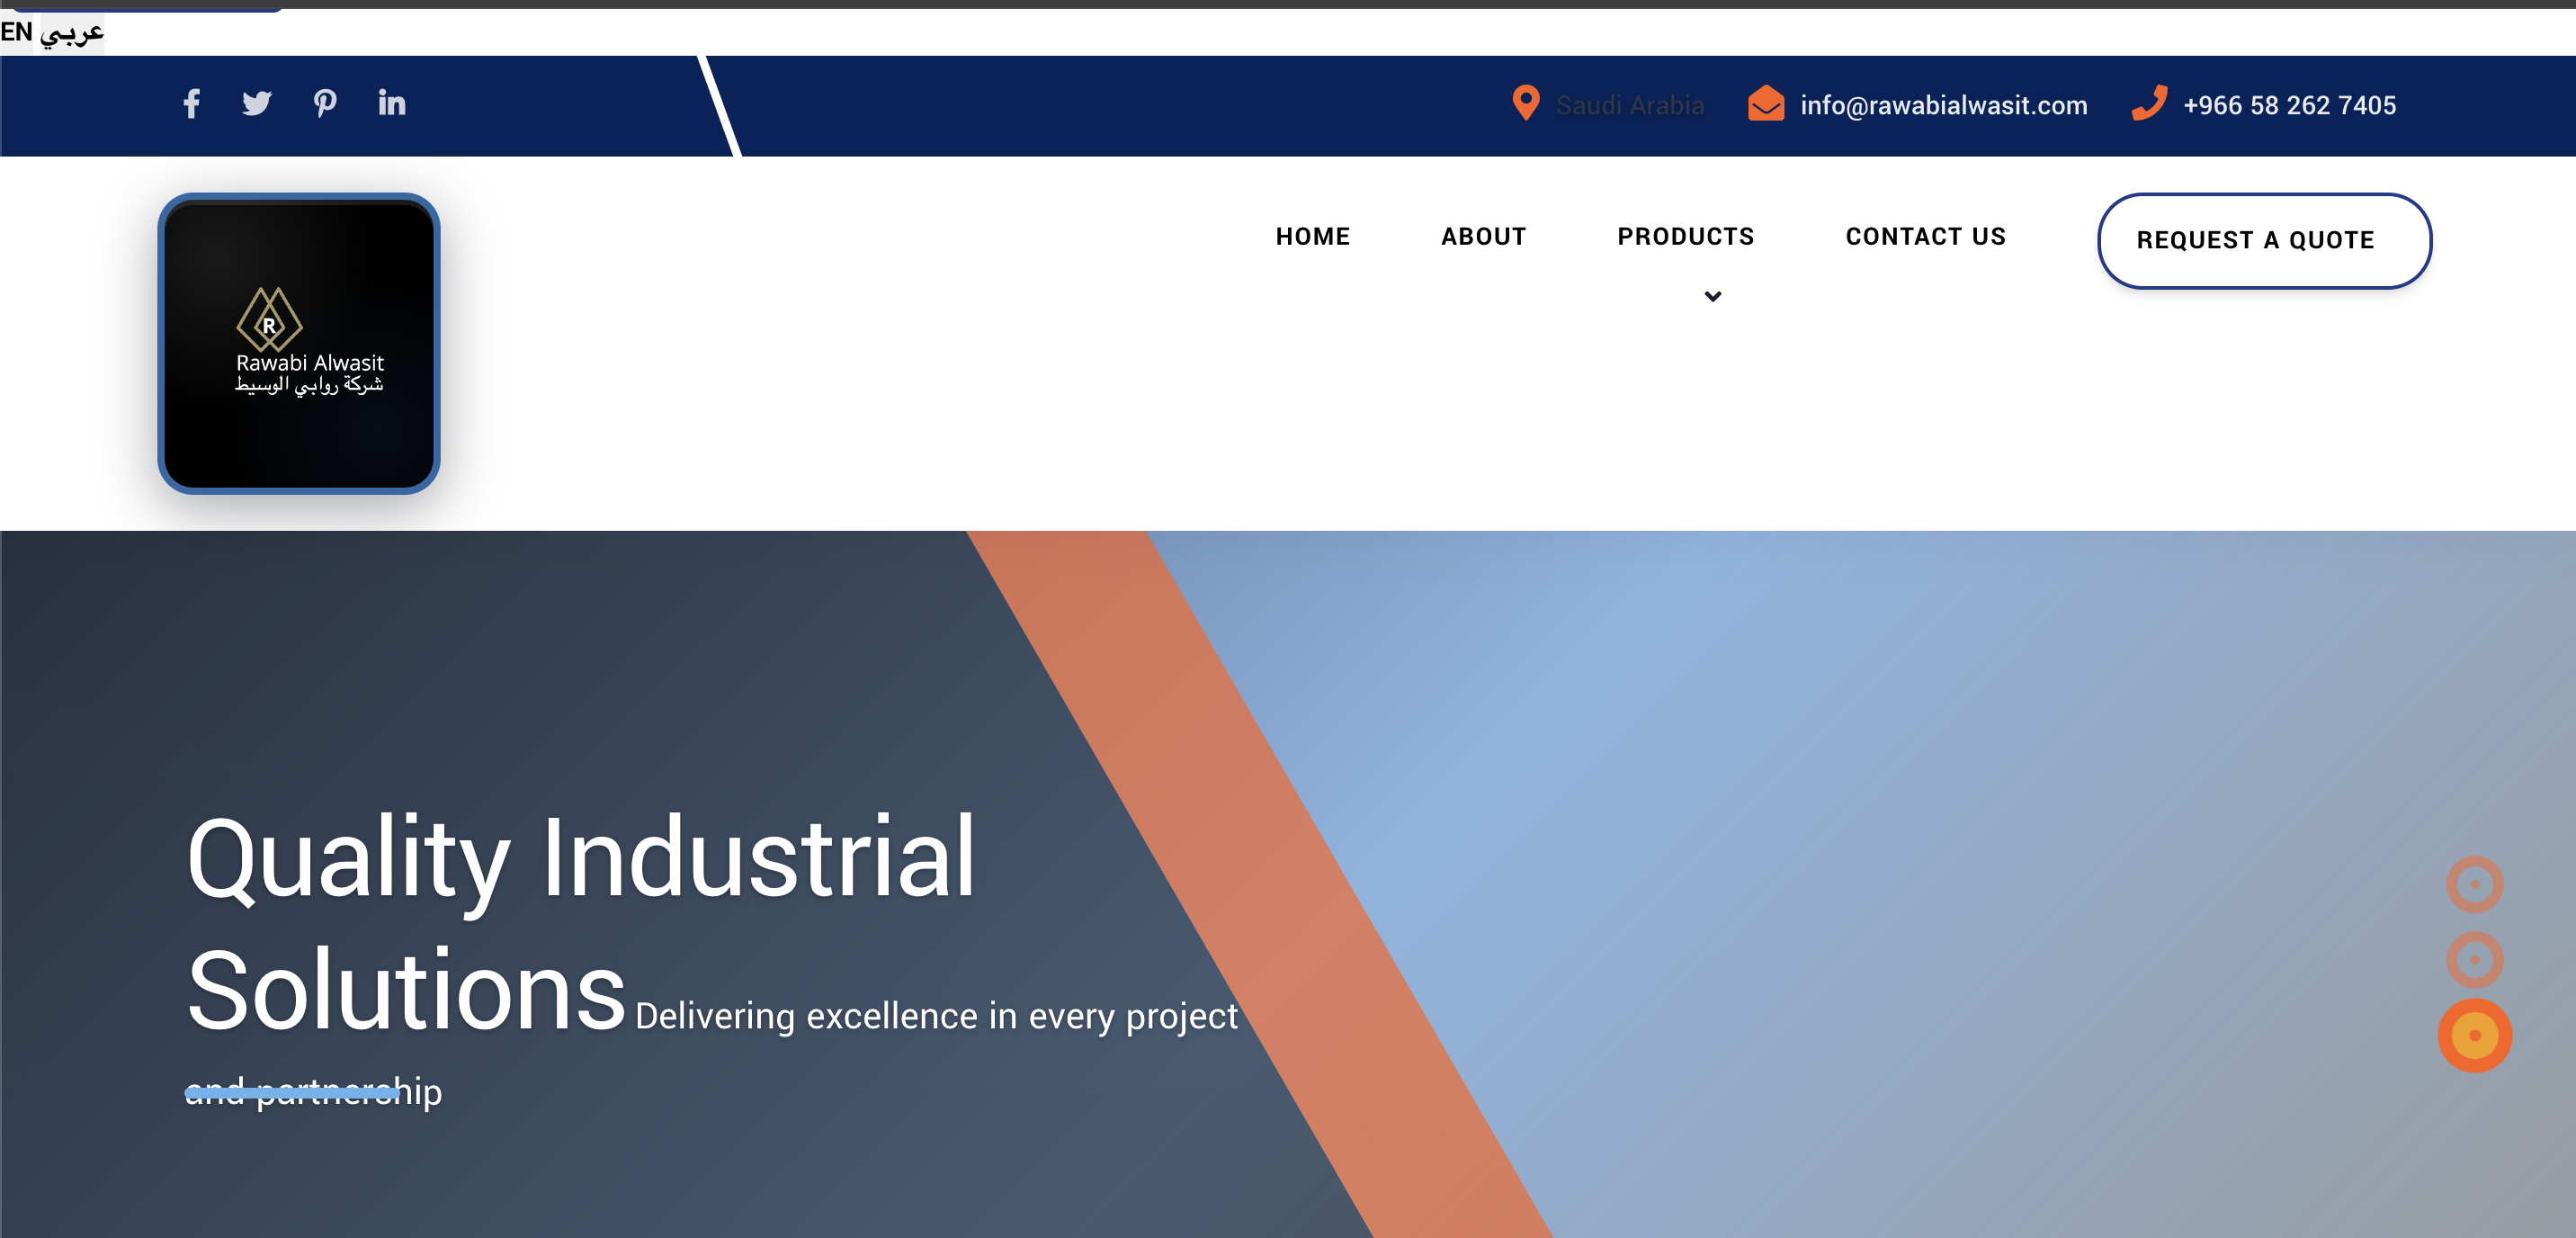 EN عربي
Saudi Arabia info@rawabialwasit.com +966 58 262 7405
HOME ABOUT PRODUCTS CONTACT US REQUEST A QUOTE
R
Rawabi Alwasit
شركة روابي الوسيط
Quality Industrial
Solutions Delivering excellence in every project
and partnership